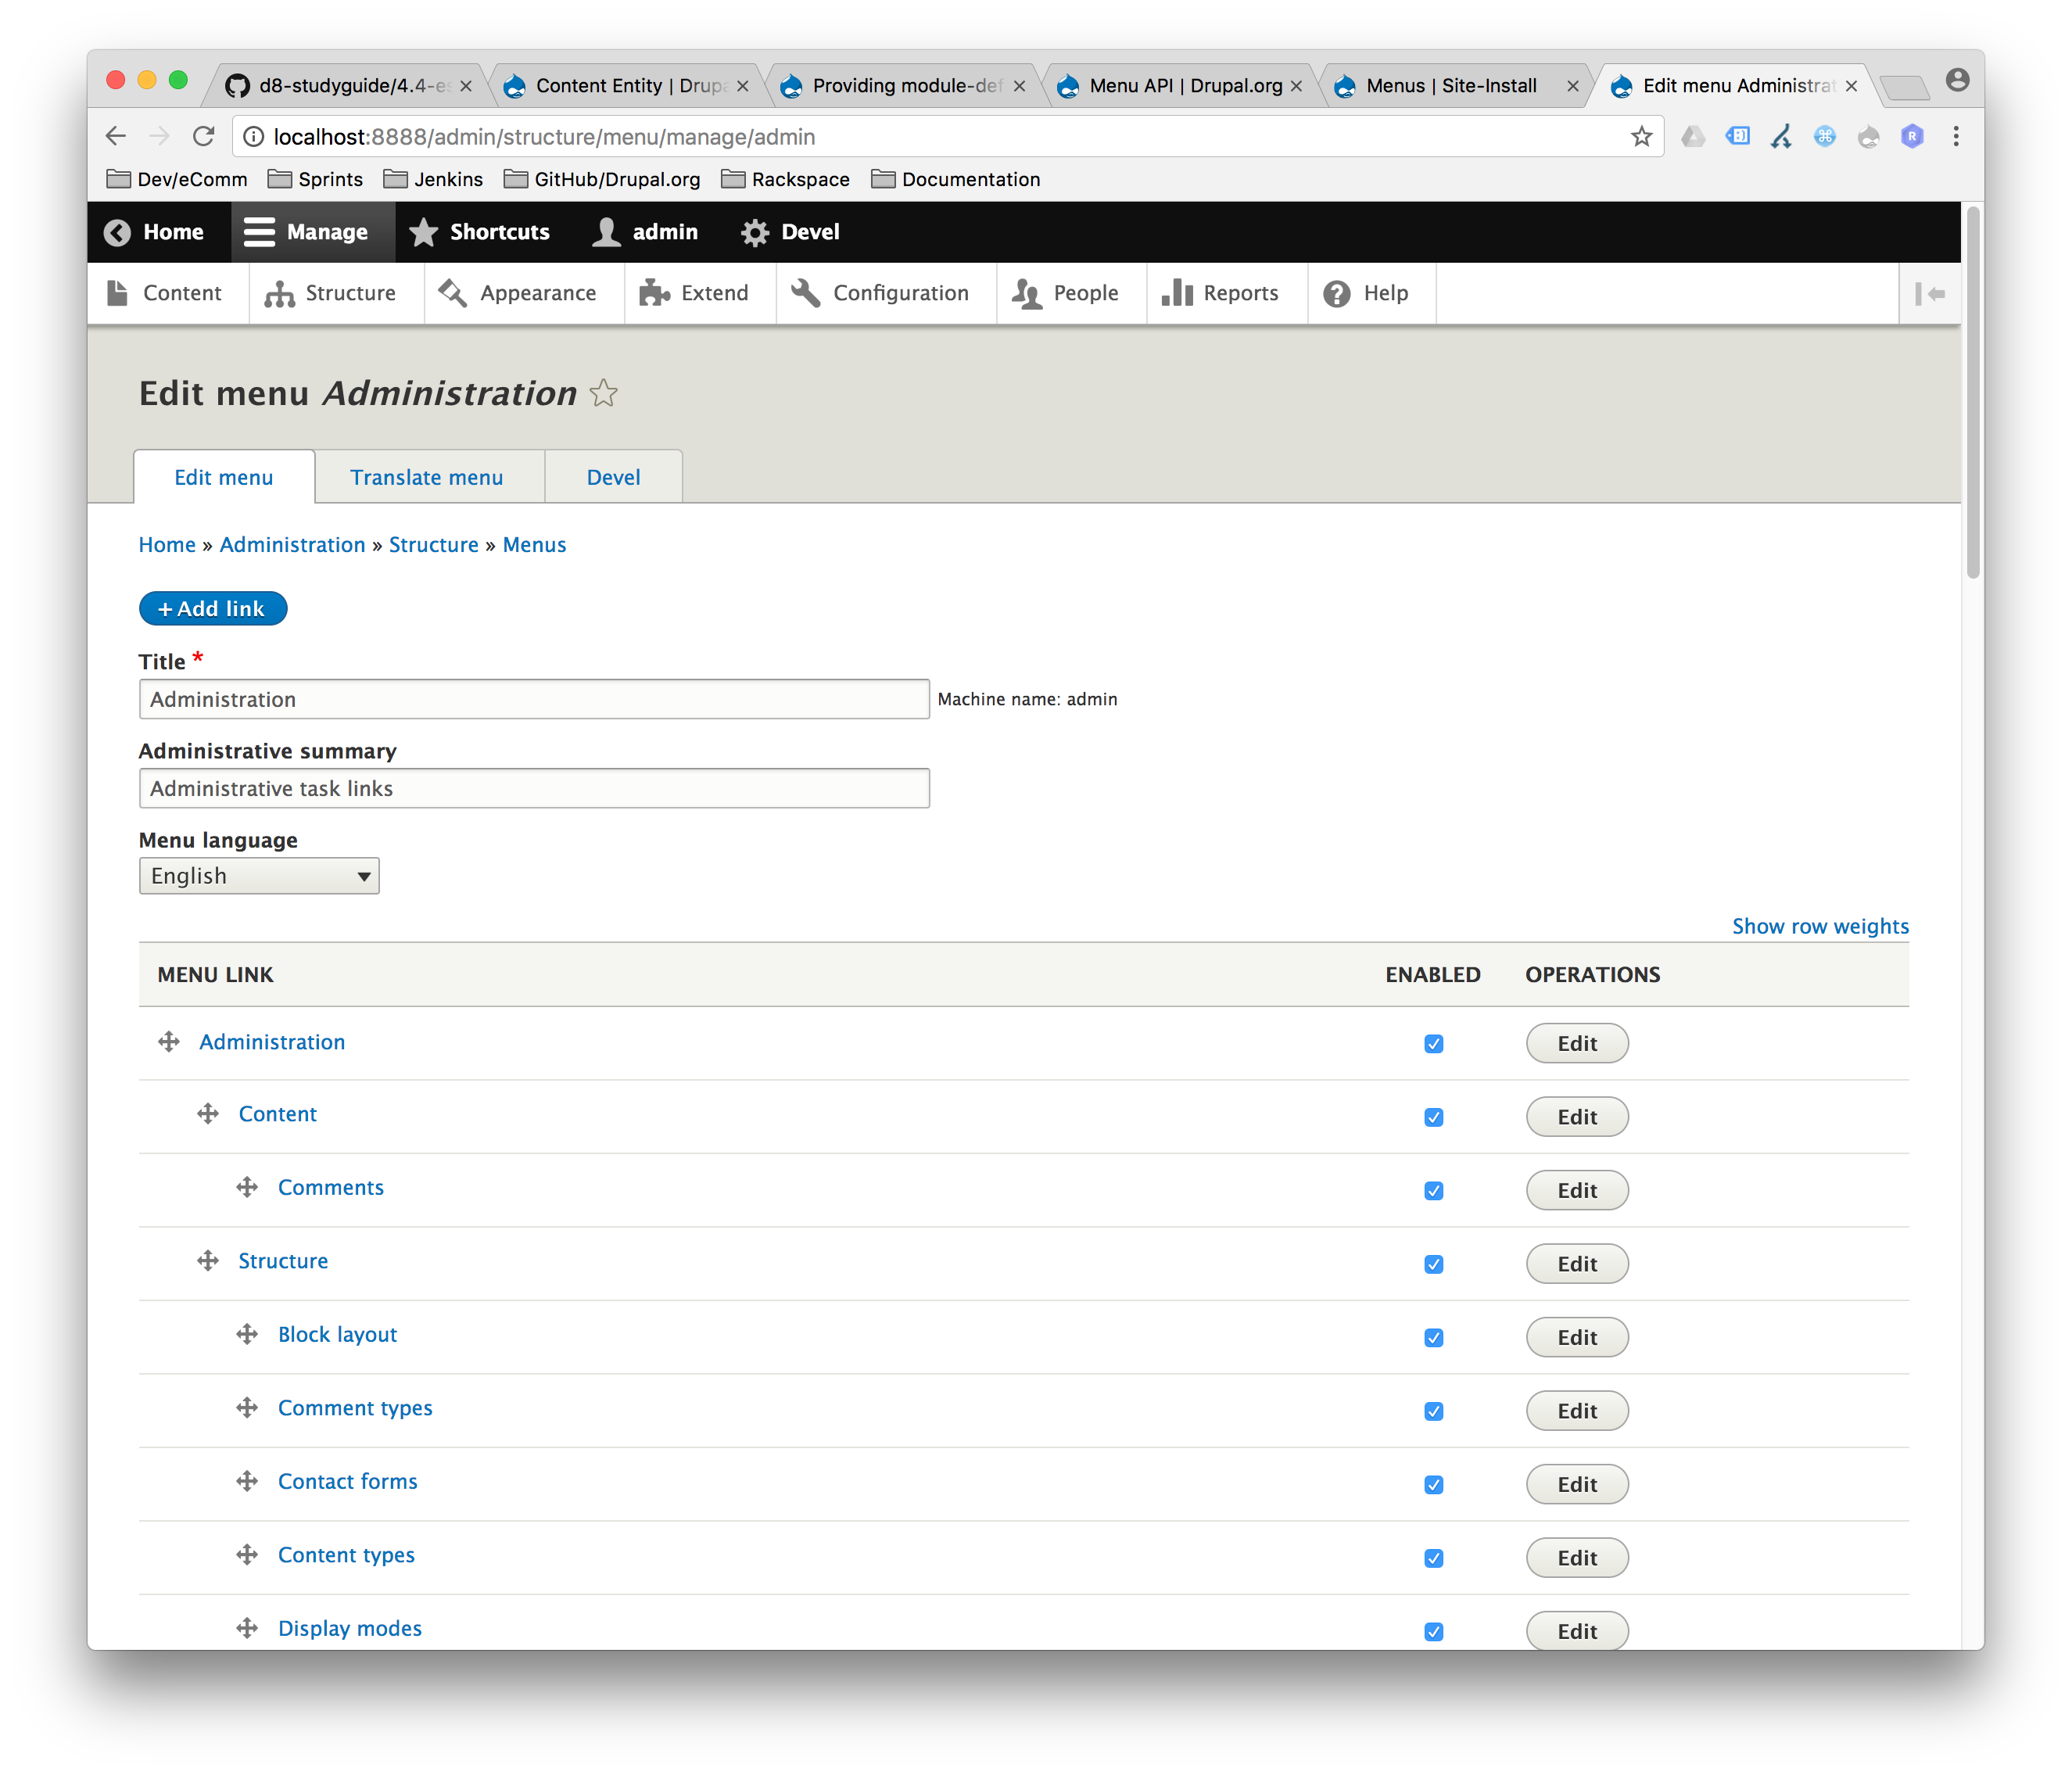 d8-studyguide/4.4-es
Content Entity | Drupa
Providing module-def
Menu API | Drupal.org
Menus | Site-Install
Edit menu Administrat
localhost:8888/admin/structure/menu/manage/admin
Dev/eComm Sprints Jenkins GitHub/Drupal.org Rackspace Documentation
Home Manage Shortcuts admin Devel
Content Structure Appearance Extend Configuration People Reports Help
Edit menu Administration
Edit menu Translate menu Devel
Home » Administration » Structure » Menus
+ Add link
Title *
Administration Machine name: admin
Administrative summary
Administrative task links
Menu language
English
Show row weights
MENU LINK ENABLED OPERATIONS
Administration Edit
Content Edit
Comments Edit
Structure Edit
Block layout Edit
Comment types Edit
Contact forms Edit
Content types Edit
Display modes Edit